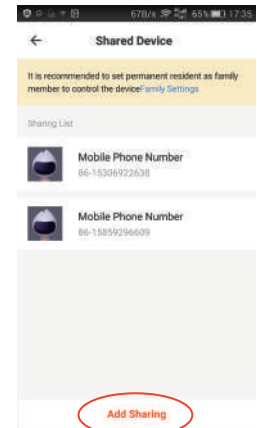 678/s 65% 17:35
Shared Device
It is recommended to set permanent resident as family
member to control the deviceFamily Settings
Sharing List
Mobile Phone Number
86-15306922638
Mobile Phone Number
86-15859296609
Add Sharing